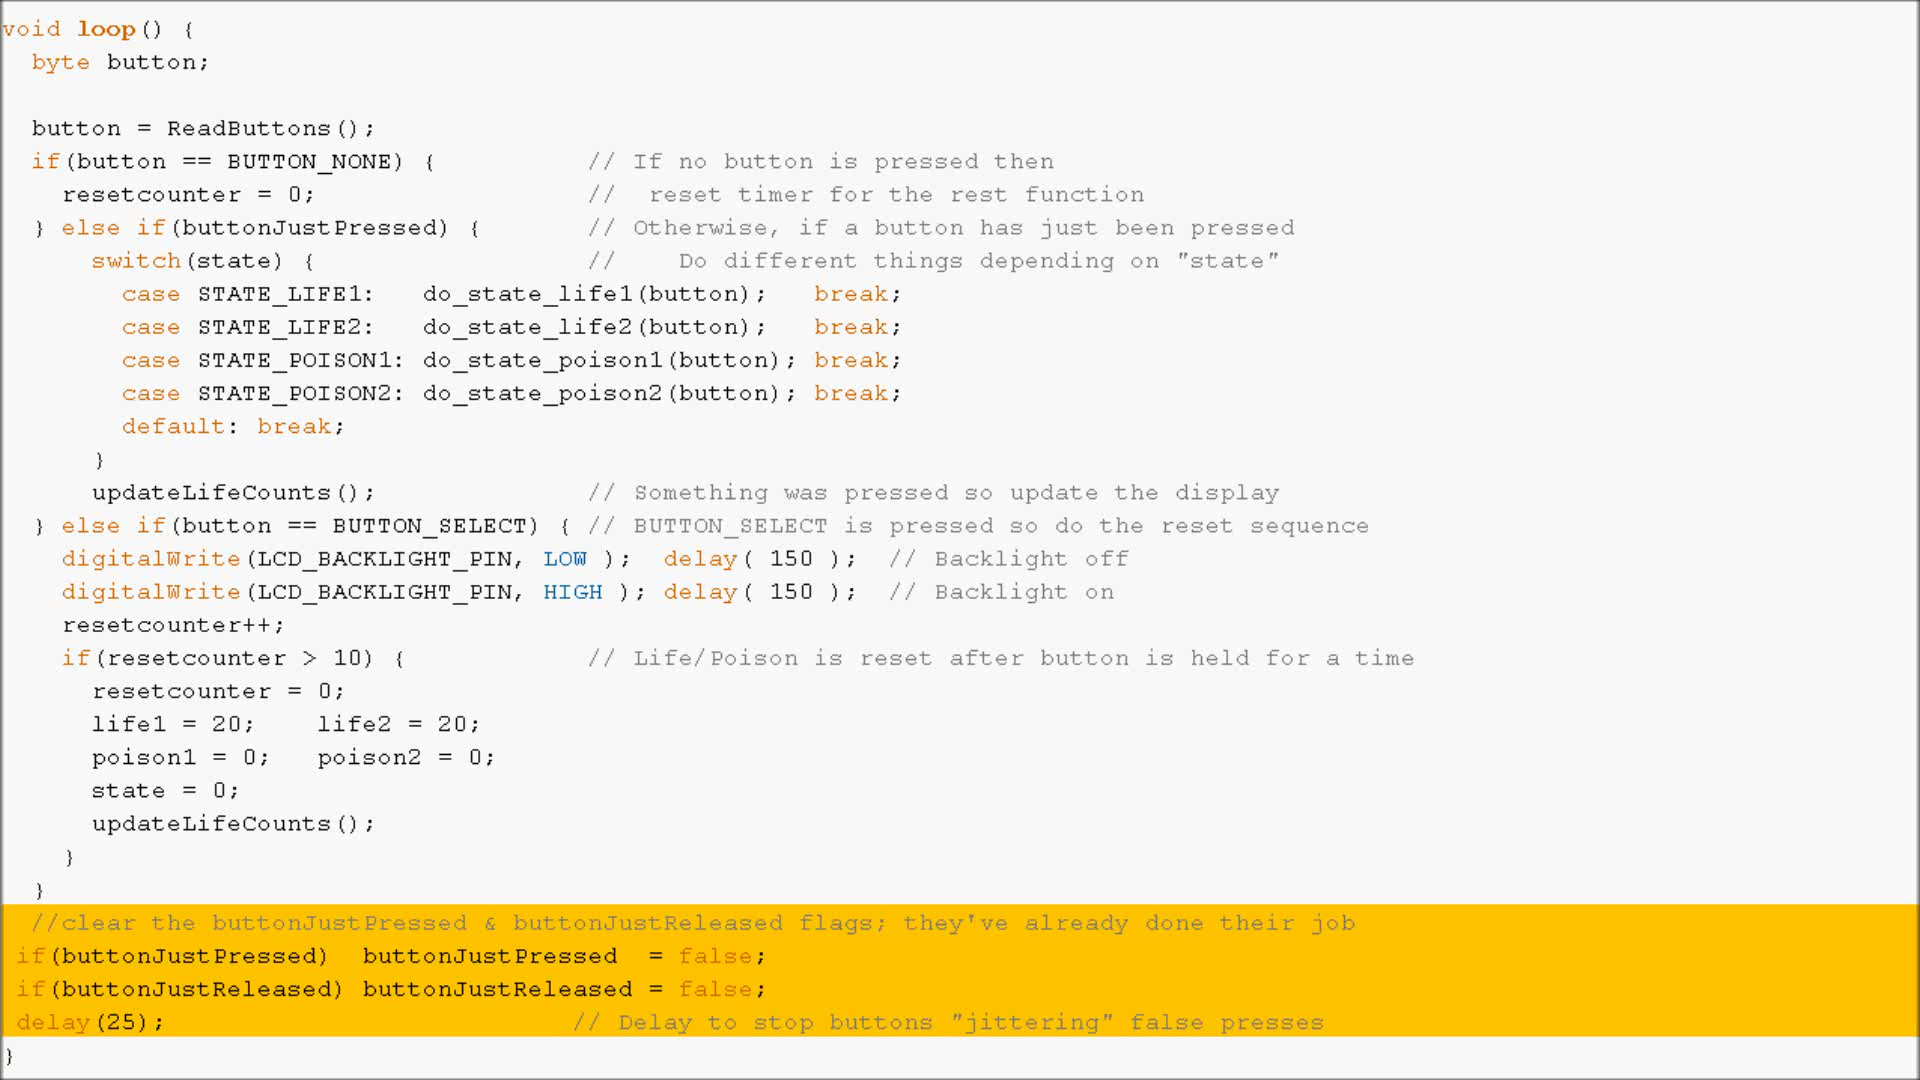 void loop() {
  byte button;

  button = ReadButtons();
  if(button == BUTTON_NONE) {          // If no button is pressed then
    resetcounter = 0;                  //  reset timer for the rest function
  } else if(buttonJustPressed) {       // Otherwise, if a button has just been pressed
      switch(state) {                  //    Do different things depending on "state"
        case STATE_LIFE1:   do_state_life1(button);   break;
        case STATE_LIFE2:   do_state_life2(button);   break;
        case STATE_POISON1: do_state_poison1(button); break;
        case STATE_POISON2: do_state_poison2(button); break;
        default: break;
      }
      updateLifeCounts();              // Something was pressed so update the display
  } else if(button == BUTTON_SELECT) { // BUTTON_SELECT is pressed so do the reset sequence
    digitalWrite(LCD_BACKLIGHT_PIN, LOW );  delay( 150 );  // Backlight off
    digitalWrite(LCD_BACKLIGHT_PIN, HIGH ); delay( 150 );  // Backlight on
    resetcounter++;
    if(resetcounter > 10) {            // Life/Poison is reset after button is held for a time
      resetcounter = 0;
      life1 = 20;    life2 = 20;
      poison1 = 0;   poison2 = 0;
      state = 0;
      updateLifeCounts();
    }
  }
  //clear the buttonJustPressed & buttonJustReleased flags; they've already done their job
 if(buttonJustPressed)  buttonJustPressed  = false;
 if(buttonJustReleased) buttonJustReleased = false;
 delay(25);                           // Delay to stop buttons "jittering" false presses
}